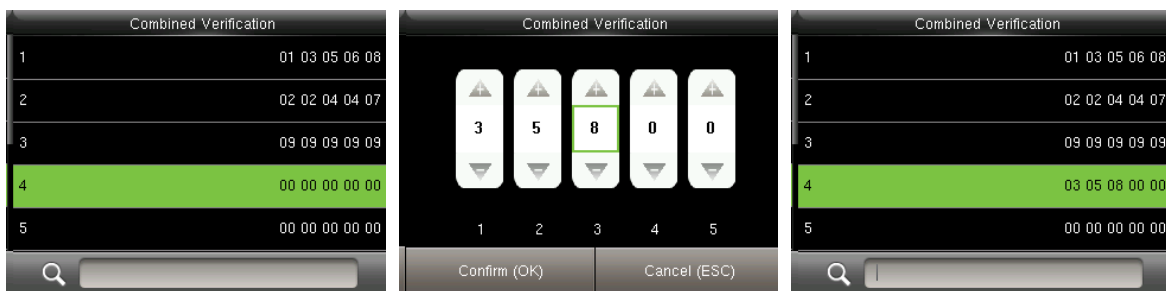 Combined Verification
1 01 03 05 06 08
2 02 02 04 04 07
3 09 09 09 09 09
4 00 00 00 00 00
5 00 00 00 00 00
Combined Verification
3 5 8 0 0
1 2 3 4 5
Confirm (OK) Cancel (ESC)
Combined Verification
1 01 03 05 06 08
2 02 02 04 04 07
3 09 09 09 09 09
4 03 05 08 00 00
5 00 00 00 00 00